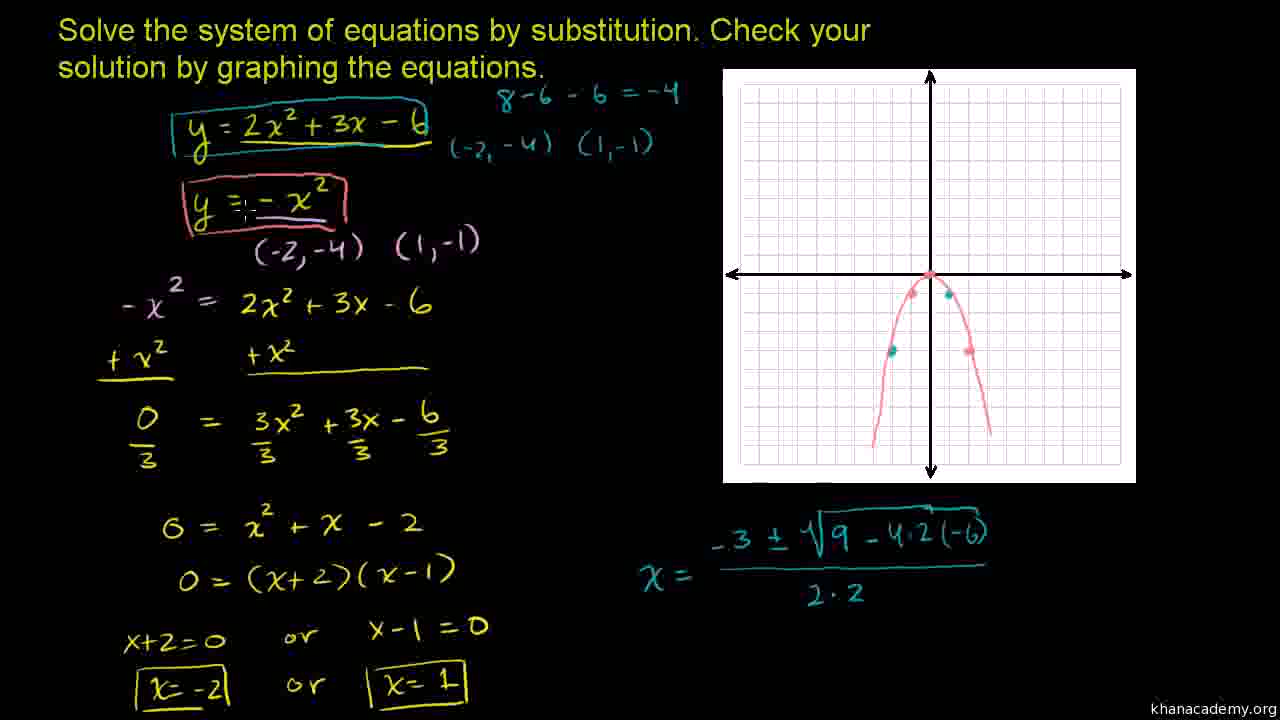 Solve the system of equations by substitution. Check your
solution by graphing the equations.
8 - 6 - 6 = -4
y = 2x² + 3x - 6
(-2, -4) (1, -1)
y = - x²
(-2, -4) (1, -1)
-x² = 2x² + 3x - 6
+ x² + x²
0/3 = 3x²/3 + 3x/3 - 6/3
0 = x² + x - 2
0 = (x+2)(x-1)
x+2=0 or x-1=0
x=-2 or x=1
x = (-3 ± √(9 - 4·2(-6)))/(2·2)
khanacademy.org